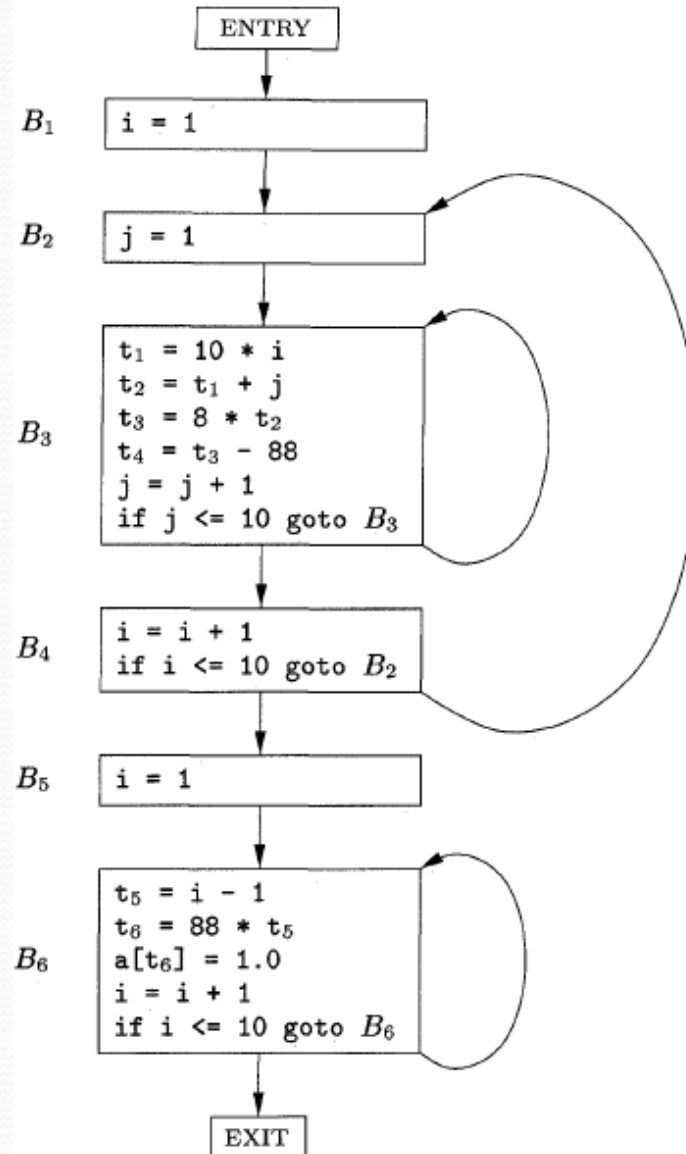 ENTRY
B₁
i = 1
B₂
j = 1
B₃
t₁ = 10 * i
t₂ = t₁ + j
t₃ = 8 * t₂
t₄ = t₃ - 88
j = j + 1
if j <= 10 goto B₃
B₄
i = i + 1
if i <= 10 goto B₂
B₅
i = 1
B₆
t₅ = i - 1
t₆ = 88 * t₅
a[t₆] = 1.0
i = i + 1
if i <= 10 goto B₆
EXIT